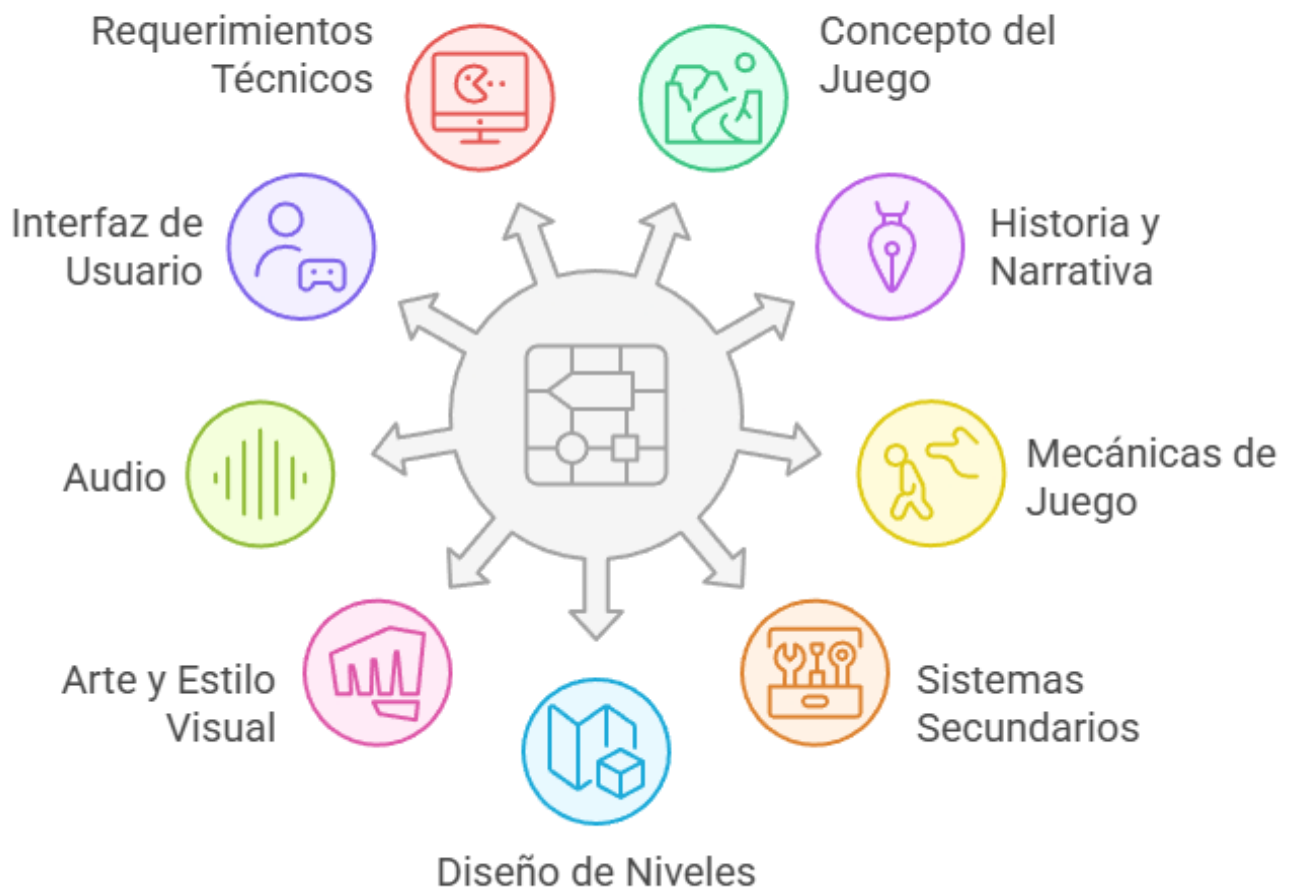 Requerimientos
Técnicos
Concepto del
Juego
Interfaz de
Usuario
Historia y
Narrativa
Audio
Mecánicas de
Juego
Arte y Estilo
Visual
Sistemas
Secundarios
Diseño de Niveles